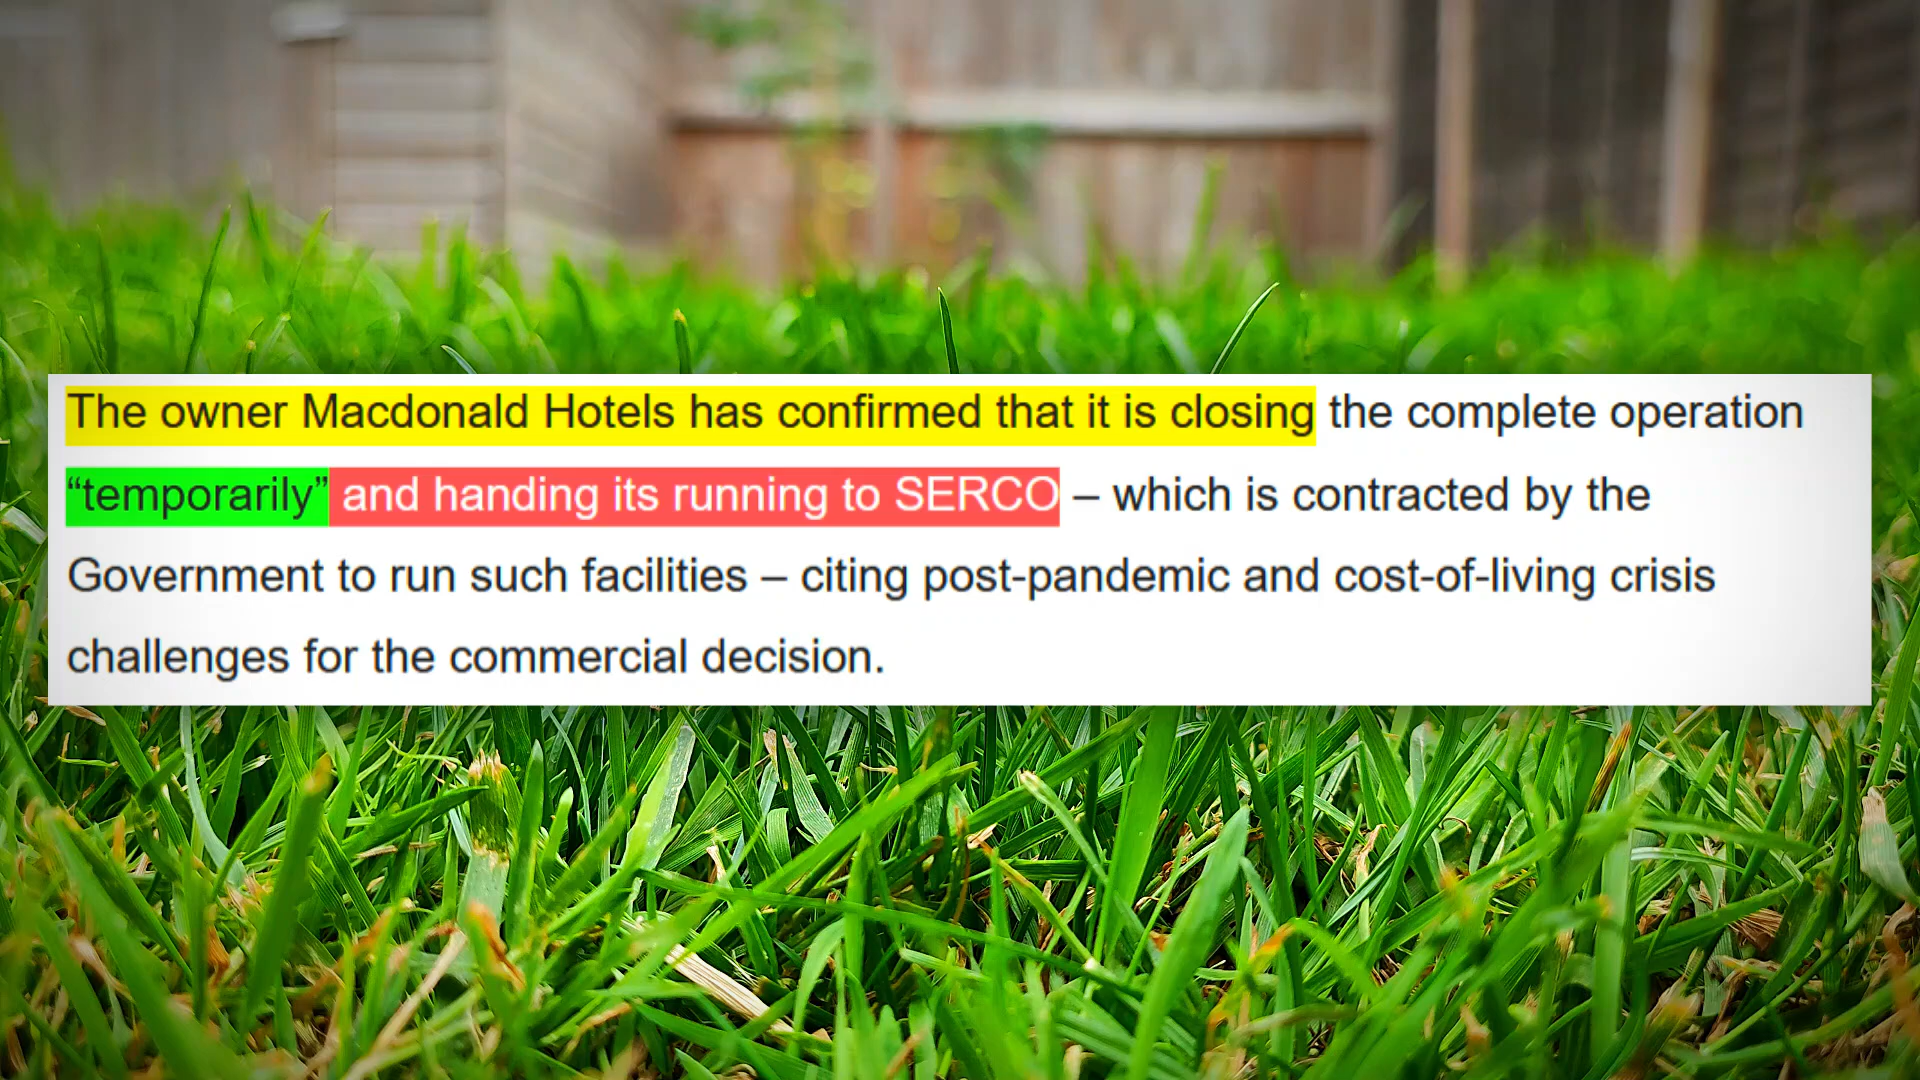 The owner Macdonald Hotels has confirmed that it is closing the complete operation
“temporarily” and handing its running to SERCO – which is contracted by the
Government to run such facilities – citing post-pandemic and cost-of-living crisis
challenges for the commercial decision.